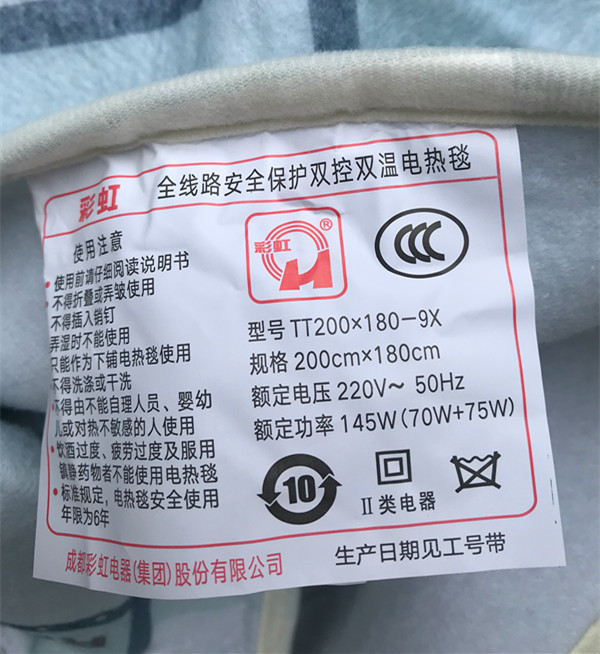 彩虹 全线路安全保护双控双温电热毯
使用注意
使用前请仔细阅读说明书
不得折叠或弄皱使用
不得插入销钉
弄湿时不能使用
只能作为下铺电热毯使用
不得洗涤或干洗
不得由不能自理人员、婴幼
儿或对热不敏感的人使用
饮酒过度、疲劳过度及服用
镇静药物者不能使用电热毯
标准规定，电热毯安全使用
年限为6年
彩虹®
CCC
型号 TT200×180-9X
规格 200cm×180cm
额定电压 220V～ 50Hz
额定功率 145W(70W+75W)
10
II类电器
成都彩虹电器(集团)股份有限公司
生产日期见工号带